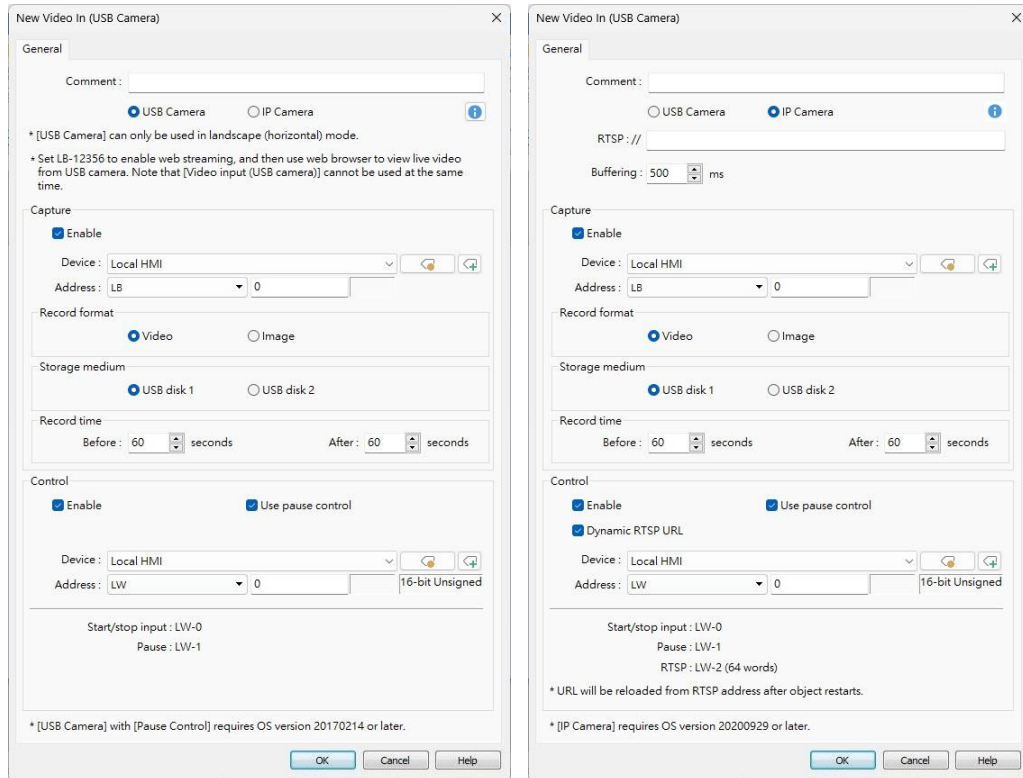 New Video In (USB Camera)
General
Comment :
USB Camera IP Camera
* [USB Camera] can only be used in landscape (horizontal) mode.
* Set LB-12356 to enable web streaming, and then use web browser to view live video
from USB camera. Note that [Video input (USB camera)] cannot be used at the same
time.
Capture
Enable
Device : Local HMI
Address : LB 0
Record format
Video Image
Storage medium
USB disk 1 USB disk 2
Record time
Before : 60 seconds After : 60 seconds
Control
Enable Use pause control
Device : Local HMI
Address : LW 0 16-bit Unsigned
Start/stop input : LW-0
Pause : LW-1
* [USB Camera] with [Pause Control] requires OS version 20170214 or later.
OK Cancel Help
New Video In (USB Camera)
General
Comment :
USB Camera IP Camera
RTSP : //
Buffering : 500 ms
Capture
Enable
Device : Local HMI
Address : LB 0
Record format
Video Image
Storage medium
USB disk 1 USB disk 2
Record time
Before : 60 seconds After : 60 seconds
Control
Enable Use pause control
Dynamic RTSP URL
Device : Local HMI
Address : LW 0 16-bit Unsigned
Start/stop input : LW-0
Pause : LW-1
RTSP : LW-2 (64 words)
* URL will be reloaded from RTSP address after object restarts.
* [IP Camera] requires OS version 20200929 or later.
OK Cancel Help